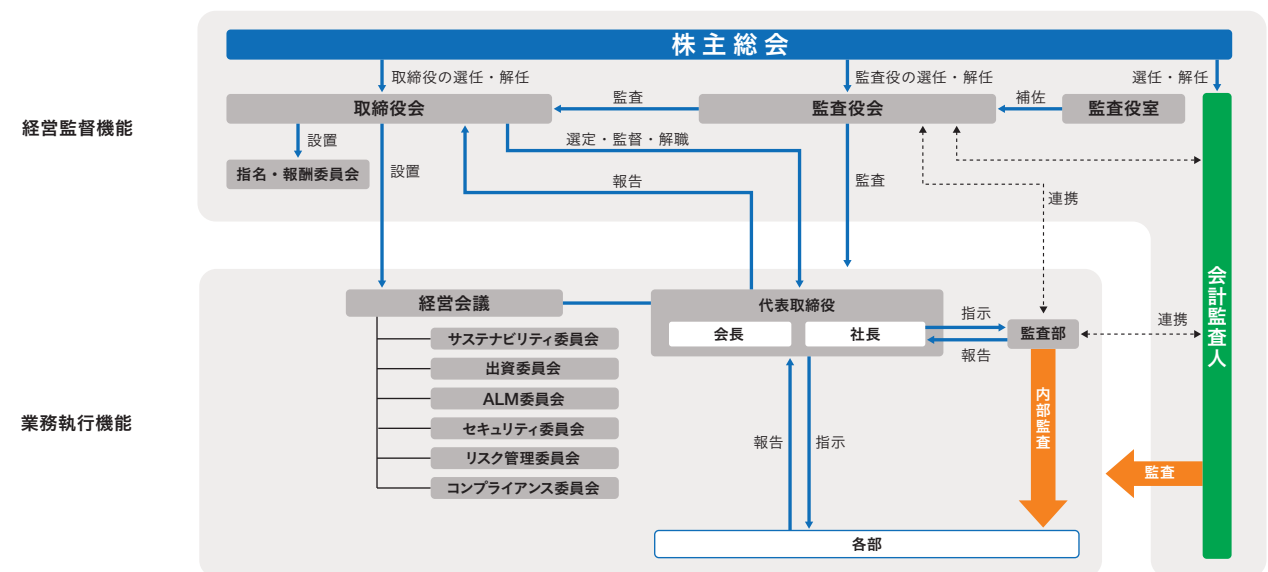 株主総会
取締役の選任・解任
監査役の選任・解任
選任・解任
経営監督機能
取締役会
監査
監査役会
補佐
監査役室
設置
選定・監督・解職
指名・報酬委員会
設置
報告
監査
連携
会計監査人
経営会議
代表取締役
会長
社長
指示
報告
監査部
連携
サステナビリティ委員会
出資委員会
ALM委員会
セキュリティ委員会
リスク管理委員会
コンプライアンス委員会
業務執行機能
報告
指示
内部監査
監査
各部